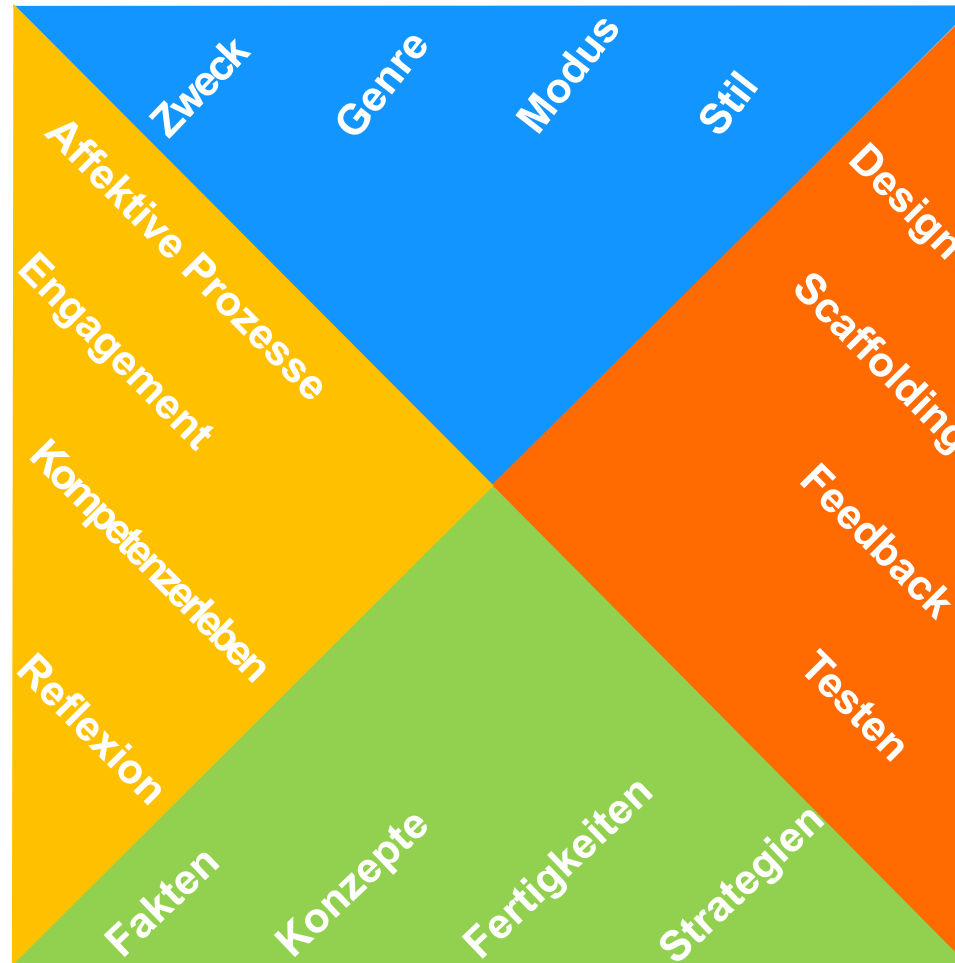 Zweck
Genre
Modus
Stil
Affektive Prozesse
Engagement
Kompetenzerleben
Reflexion
Design
Scaffolding
Feedback
Testen
Fakten
Konzepte
Fertigkeiten
Strategien